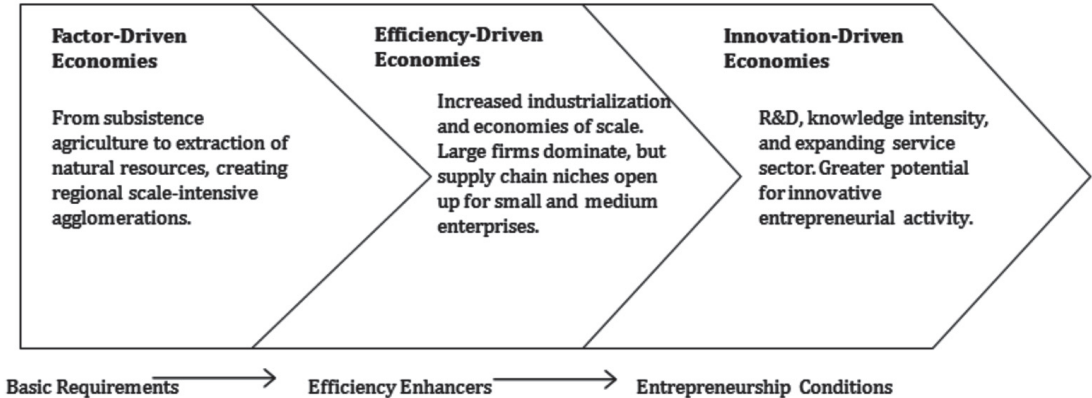 Factor-Driven
Economies
From subsistence
agriculture to extraction of
natural resources, creating
regional scale-intensive
agglomerations.
Efficiency-Driven
Economies
Increased industrialization
and economies of scale.
Large firms dominate, but
supply chain niches open
up for small and medium
enterprises.
Innovation-Driven
Economies
R&D, knowledge intensity,
and expanding service
sector. Greater potential
for innovative
entrepreneurial activity.
Basic Requirements
Efficiency Enhancers
Entrepreneurship Conditions